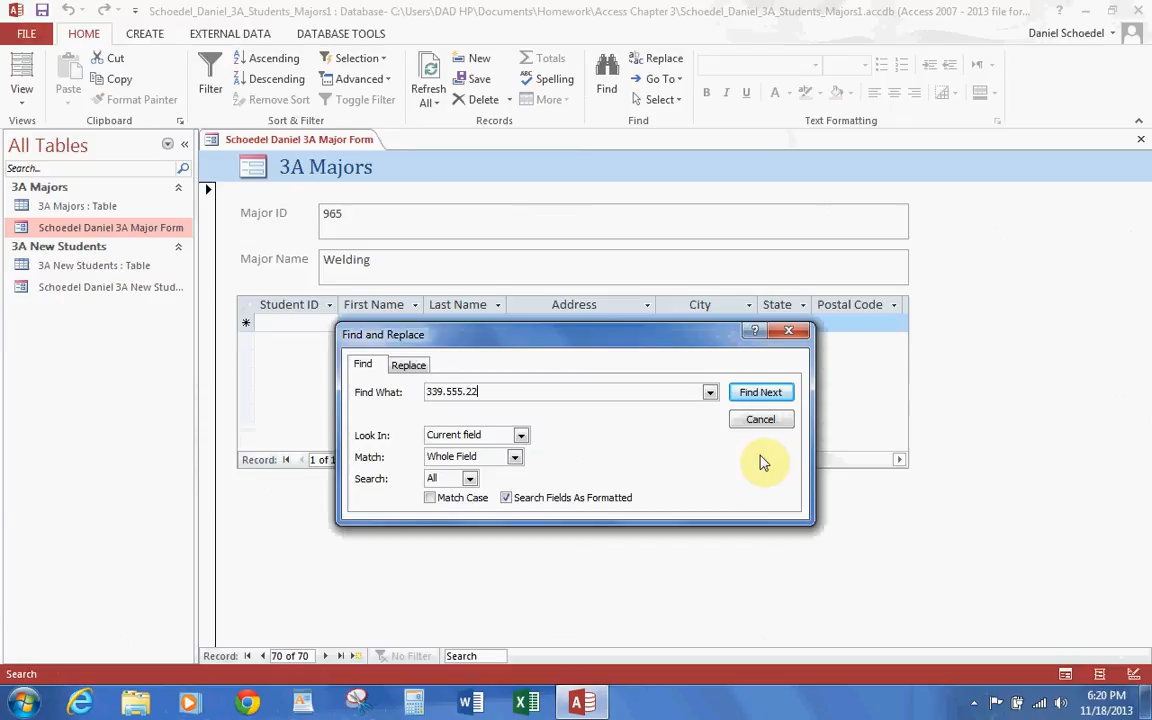 Schoedel_Daniel_3A_Students_Majors1 : Database- C:\Users\DAD HP\Documents\Homework\Access Chapter 3\Schoedel_Daniel_3A_Students_Majors1.accdb (Access 2007 - 2013 file for...
FILE HOME CREATE EXTERNAL DATA DATABASE TOOLS Daniel Schoedel
View
Views
Paste
Cut
Copy
Format Painter
Clipboard
Filter
Ascending
Descending
Remove Sort
Selection
Advanced
Toggle Filter
Sort & Filter
Refresh
All
New
Save
Delete
Totals
Spelling
More
Records
Find
Replace
Go To
Select
Find
B I U A
Text Formatting
All Tables
Search...
3A Majors
3A Majors : Table
Schoedel Daniel 3A Major Form
3A New Students
3A New Students : Table
Schoedel Daniel 3A New Stud...
Schoedel Daniel 3A Major Form
3A Majors
Major ID 965
Major Name Welding
Student ID First Name Last Name Address City State Postal Code
Record: 1 of 1
Find and Replace
Find Replace
Find What: 339.555.22 Find Next
Cancel
Look In: Current field
Match: Whole Field
Search: All
Match Case Search Fields As Formatted
Record: 70 of 70 No Filter Search
Search
6:20 PM
11/18/2013